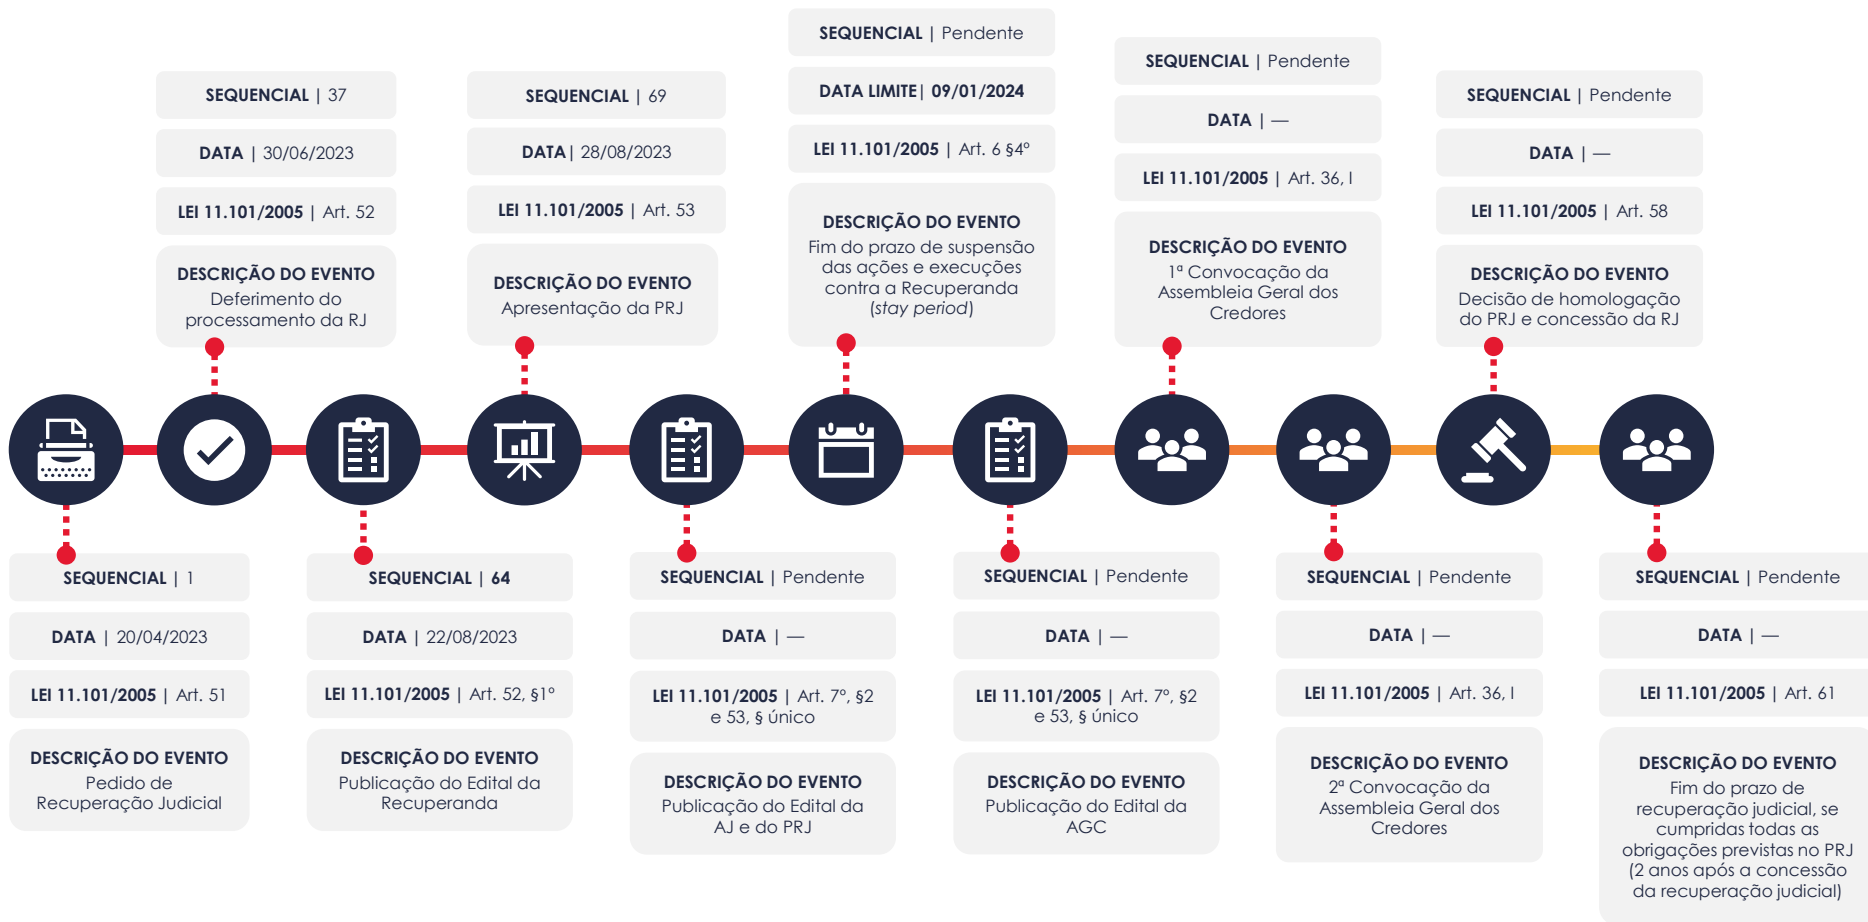 SEQUENCIAL | 1
DATA | 20/04/2023
LEI 11.101/2005 | Art. 51
DESCRIÇÃO DO EVENTO
Pedido de
Recuperação Judicial
SEQUENCIAL | 37
DATA | 30/06/2023
LEI 11.101/2005 | Art. 52
DESCRIÇÃO DO EVENTO
Deferimento do
processamento da RJ
SEQUENCIAL | 64
DATA | 22/08/2023
LEI 11.101/2005 | Art. 52, §1º
DESCRIÇÃO DO EVENTO
Publicação do Edital da
Recuperanda
SEQUENCIAL | 69
DATA| 28/08/2023
LEI 11.101/2005 | Art. 53
DESCRIÇÃO DO EVENTO
Apresentação da PRJ
SEQUENCIAL | Pendente
DATA | —
LEI 11.101/2005 | Art. 7º, §2
e 53, § único
DESCRIÇÃO DO EVENTO
Publicação do Edital da
AJ e do PRJ
SEQUENCIAL | Pendente
DATA LIMITE| 09/01/2024
LEI 11.101/2005 | Art. 6 §4º
DESCRIÇÃO DO EVENTO
Fim do prazo de suspensão
das ações e execuções
contra a Recuperanda
(stay period)
SEQUENCIAL | Pendente
DATA | —
LEI 11.101/2005 | Art. 7º, §2
e 53, § único
DESCRIÇÃO DO EVENTO
Publicação do Edital da
AGC
SEQUENCIAL | Pendente
DATA | —
LEI 11.101/2005 | Art. 36, I
DESCRIÇÃO DO EVENTO
1ª Convocação da
Assembleia Geral dos
Credores
SEQUENCIAL | Pendente
DATA | —
LEI 11.101/2005 | Art. 36, I
DESCRIÇÃO DO EVENTO
2ª Convocação da
Assembleia Geral dos
Credores
SEQUENCIAL | Pendente
DATA | —
LEI 11.101/2005 | Art. 58
DESCRIÇÃO DO EVENTO
Decisão de homologação
do PRJ e concessão da RJ
SEQUENCIAL | Pendente
DATA | —
LEI 11.101/2005 | Art. 61
DESCRIÇÃO DO EVENTO
Fim do prazo de
recuperação judicial, se
cumpridas todas as
obrigações previstas no PRJ
(2 anos após a concessão
da recuperação judicial)